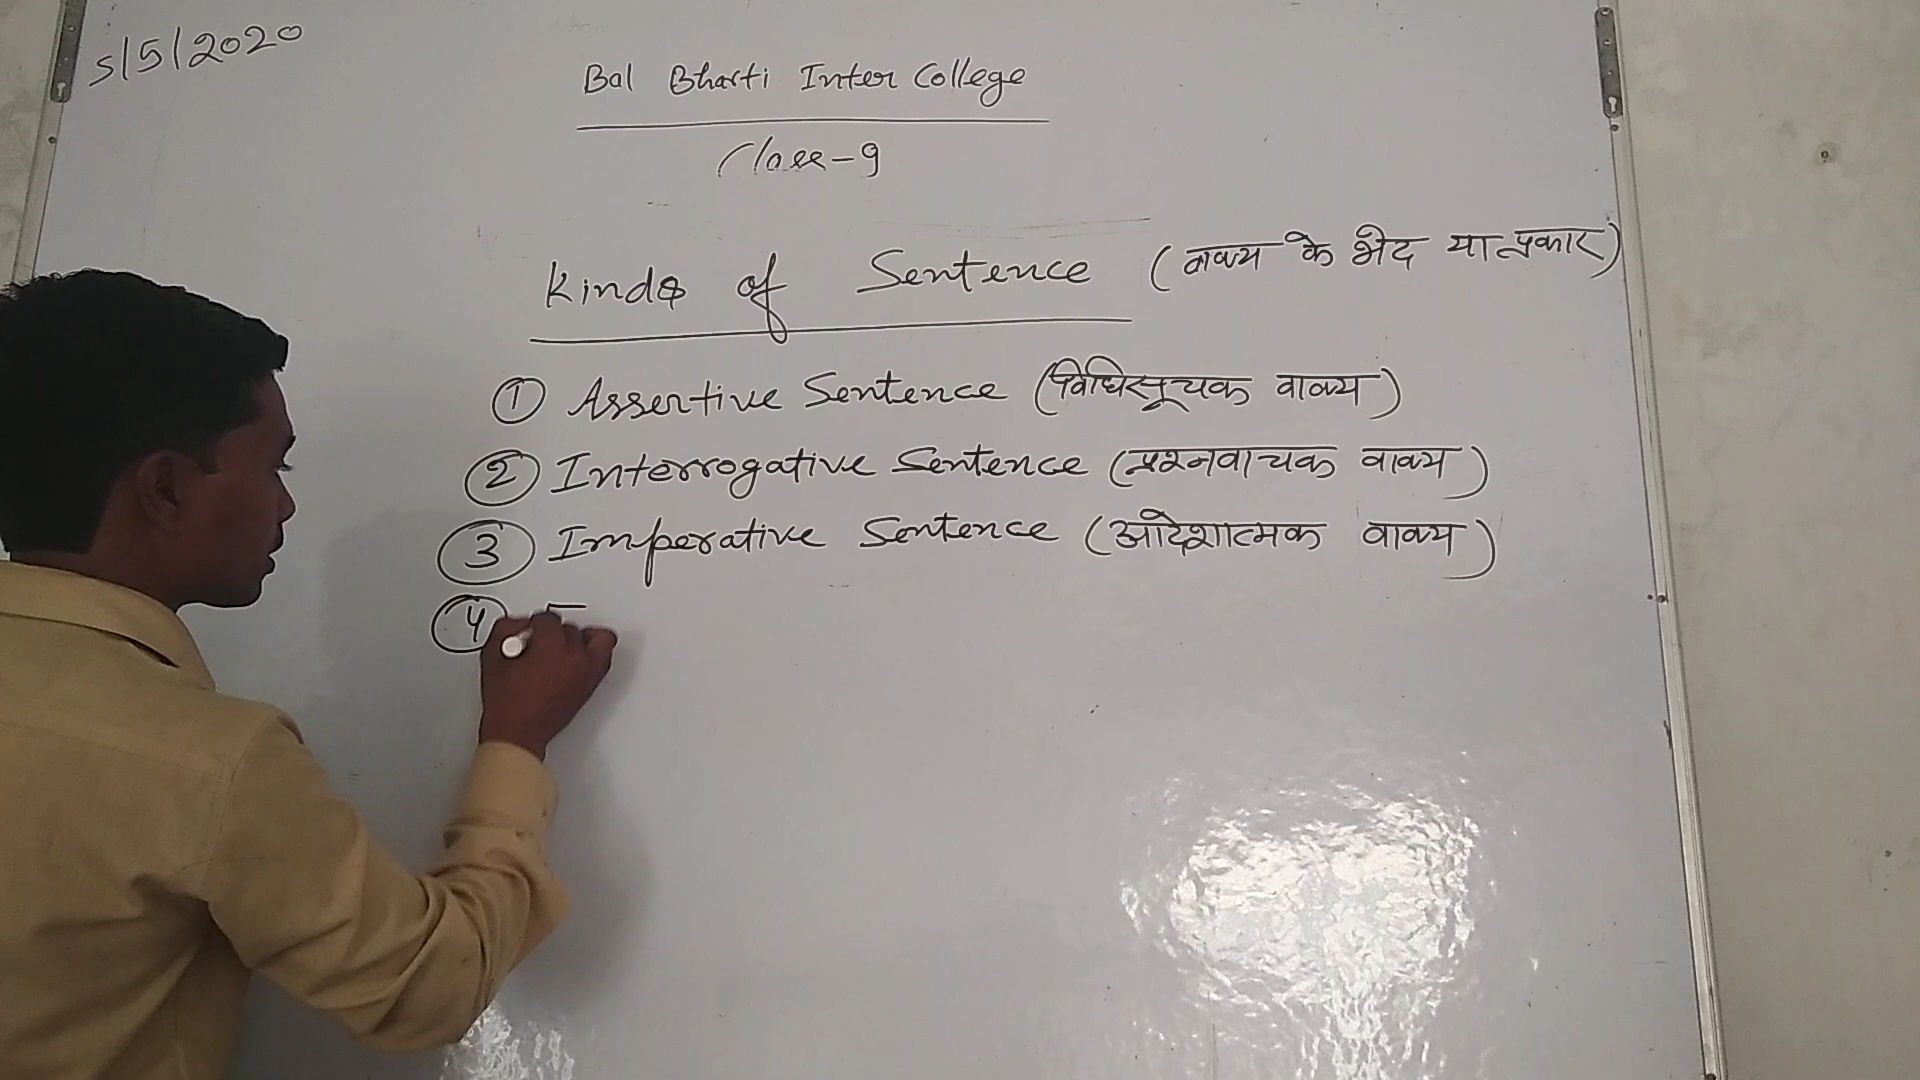 5/5/2020
Bal Bharti Inter College
Class-9
Kinds of Sentence (वाक्य के भेद या प्रकार)
① Assertive Sentence (विधिसूचक वाक्य)
② Interrogative Sentence (प्रश्नवाचक वाक्य)
③ Imperative Sentence (आदेशात्मक वाक्य)
④